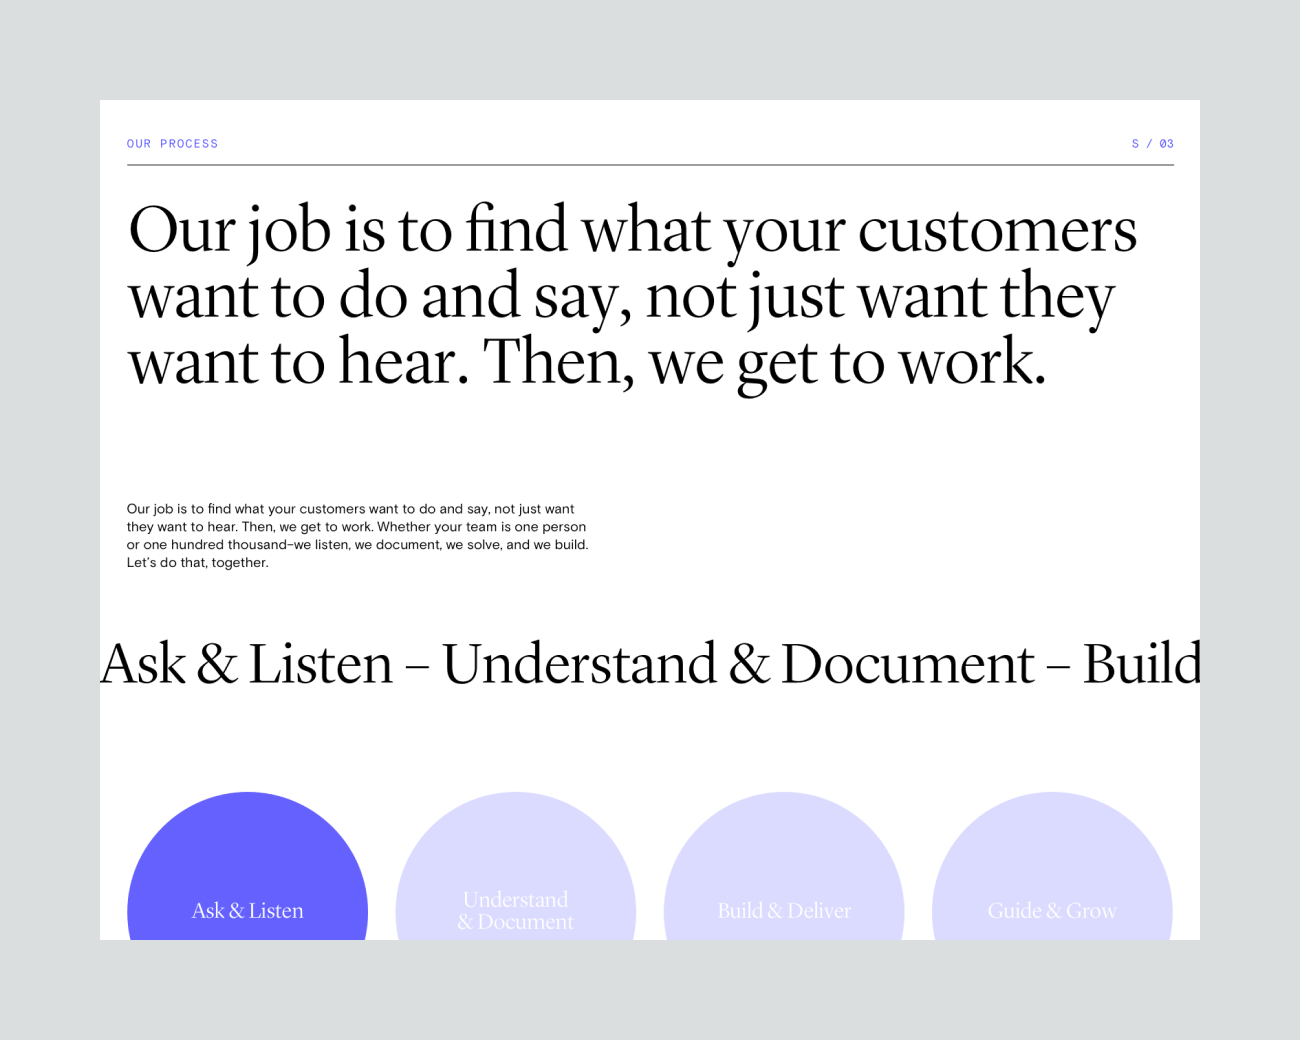 OUR PROCESS
S / 03
Our job is to find what your customers
want to do and say, not just want they
want to hear. Then, we get to work.
Our job is to find what your customers want to do and say, not just want
they want to hear. Then, we get to work. Whether your team is one person
or one hundred thousand–we listen, we document, we solve, and we build.
Let's do that, together.
Ask & Listen – Understand & Document – Build
Ask & Listen
Understand
& Document
Build & Deliver
Guide & Grow